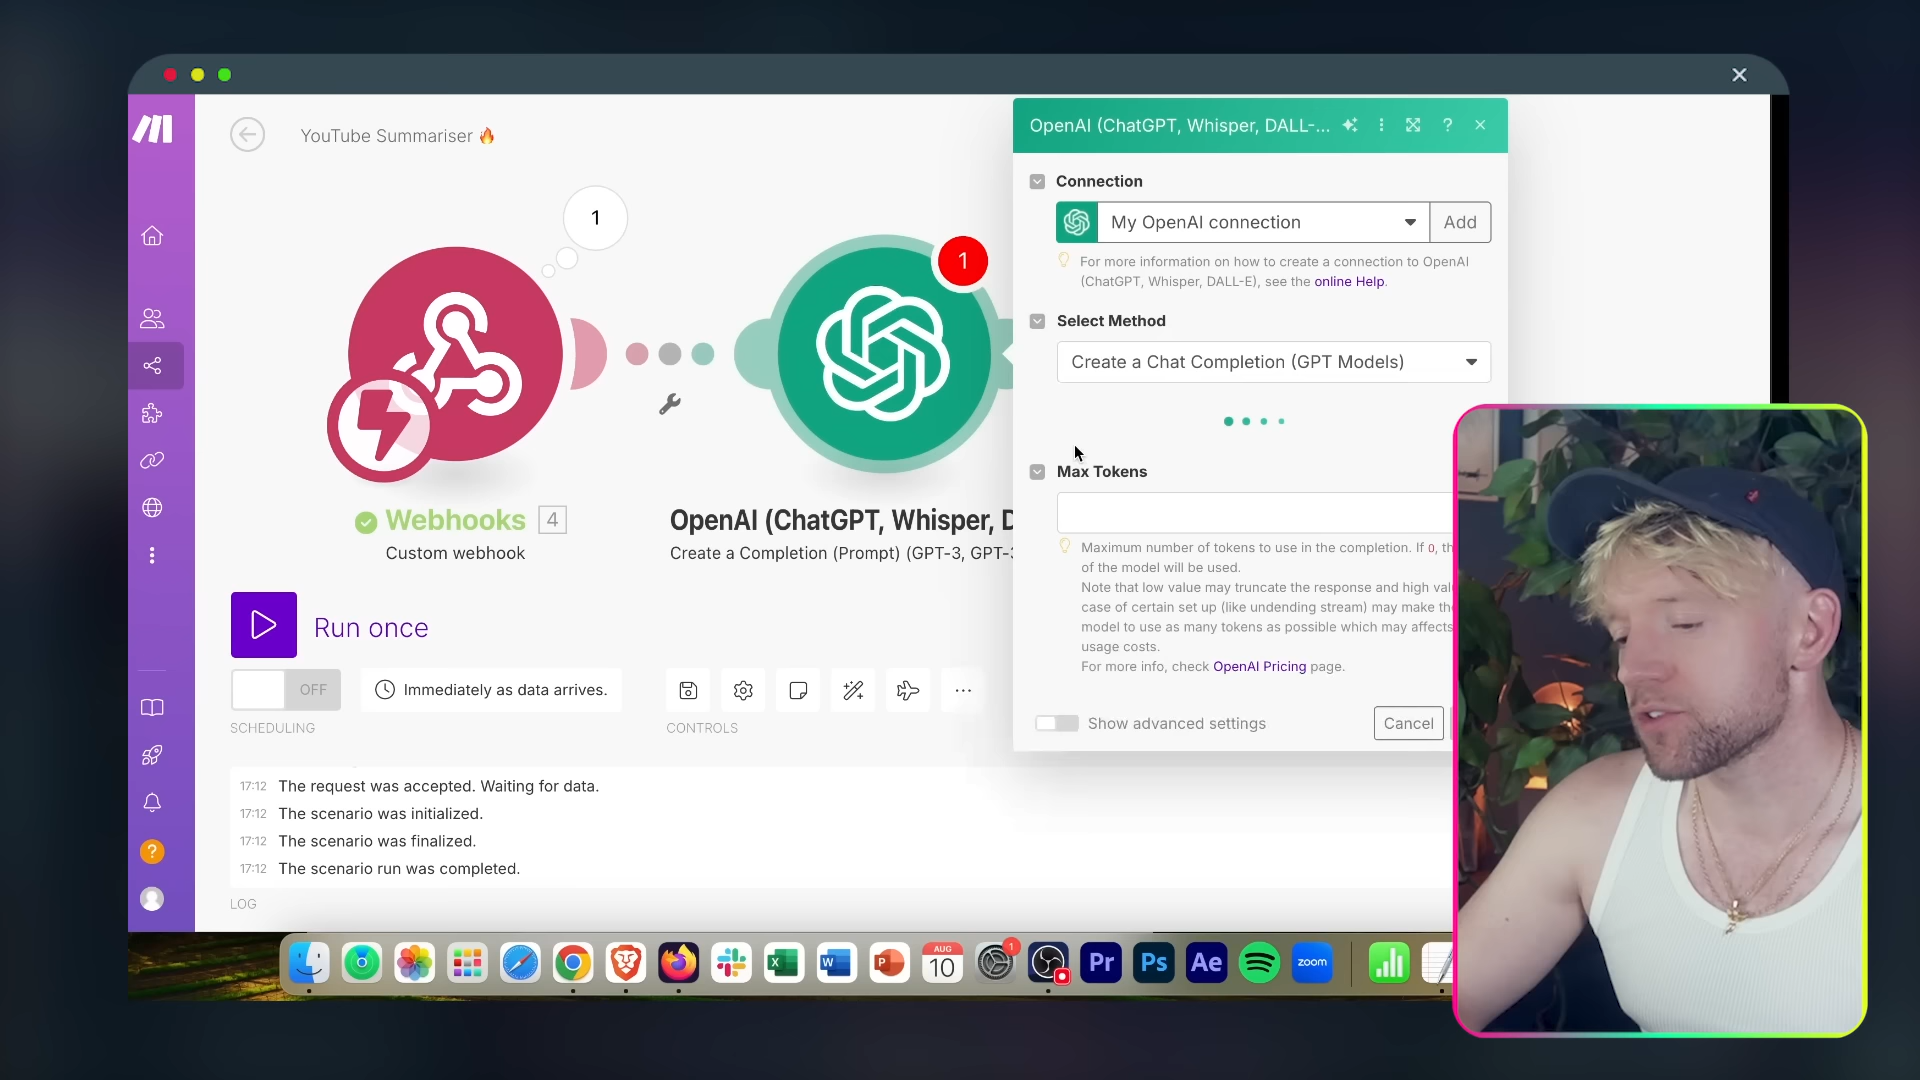 YouTube Summariser 🔥
1
1
Webhooks 4
Custom webhook
OpenAI (ChatGPT, Whisper, D
Create a Completion (Prompt) (GPT-3, GPT-3
Run once
OFF
Immediately as data arrives.
SCHEDULING
CONTROLS
17:12 The request was accepted. Waiting for data.
17:12 The scenario was initialized.
17:12 The scenario was finalized.
17:12 The scenario run was completed.
LOG
OpenAI (ChatGPT, Whisper, DALL-...
Connection
My OpenAI connection
Add
For more information on how to create a connection to OpenAI
(ChatGPT, Whisper, DALL-E), see the online Help.
Select Method
Create a Chat Completion (GPT Models)
Max Tokens
Maximum number of tokens to use in the completion. If 0, th
of the model will be used.
Note that low value may truncate the response and high val
case of certain set up (like undending stream) may make the
model to use as many tokens as possible which may affects
usage costs.
For more info, check OpenAI Pricing page.
Show advanced settings
Cancel
X
W
P
AUG
10
1
Pr
Ps
Ae
zoom